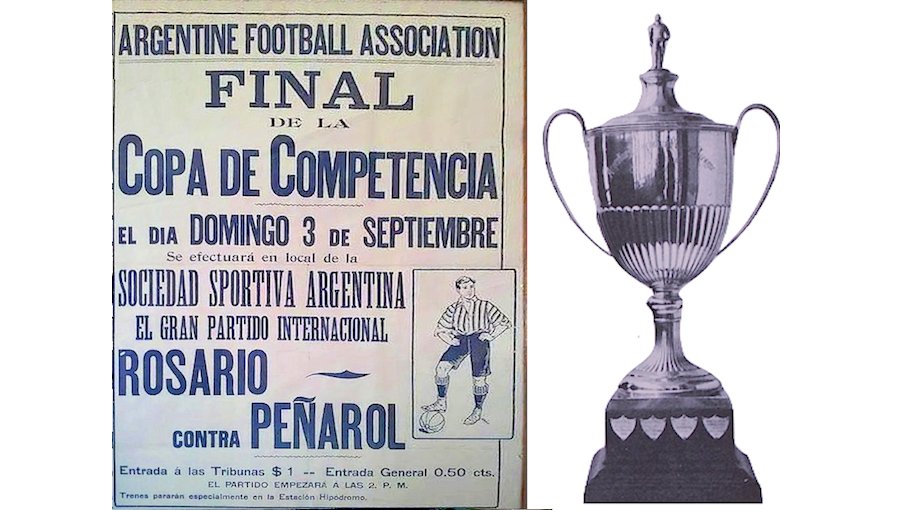 ARGENTINE FOOTBALL ASSOCIATION
FINAL
DE LA
COPA DE COMPETENCIA
EL DIA DOMINGO 3 DE SEPTIEMBRE
Se efectuará en local de la
SOCIEDAD SPORTIVA ARGENTINA
EL GRAN PARTIDO INTERNACIONAL
ROSARIO
CONTRA PEÑAROL
Entrada á las Tribunas $ 1 -- Entrada General 0.50 cts.
EL PARTIDO EMPEZARÁ A LAS 2. P. M.
Trenes pararán especialmente en la Estación Hipódromo.